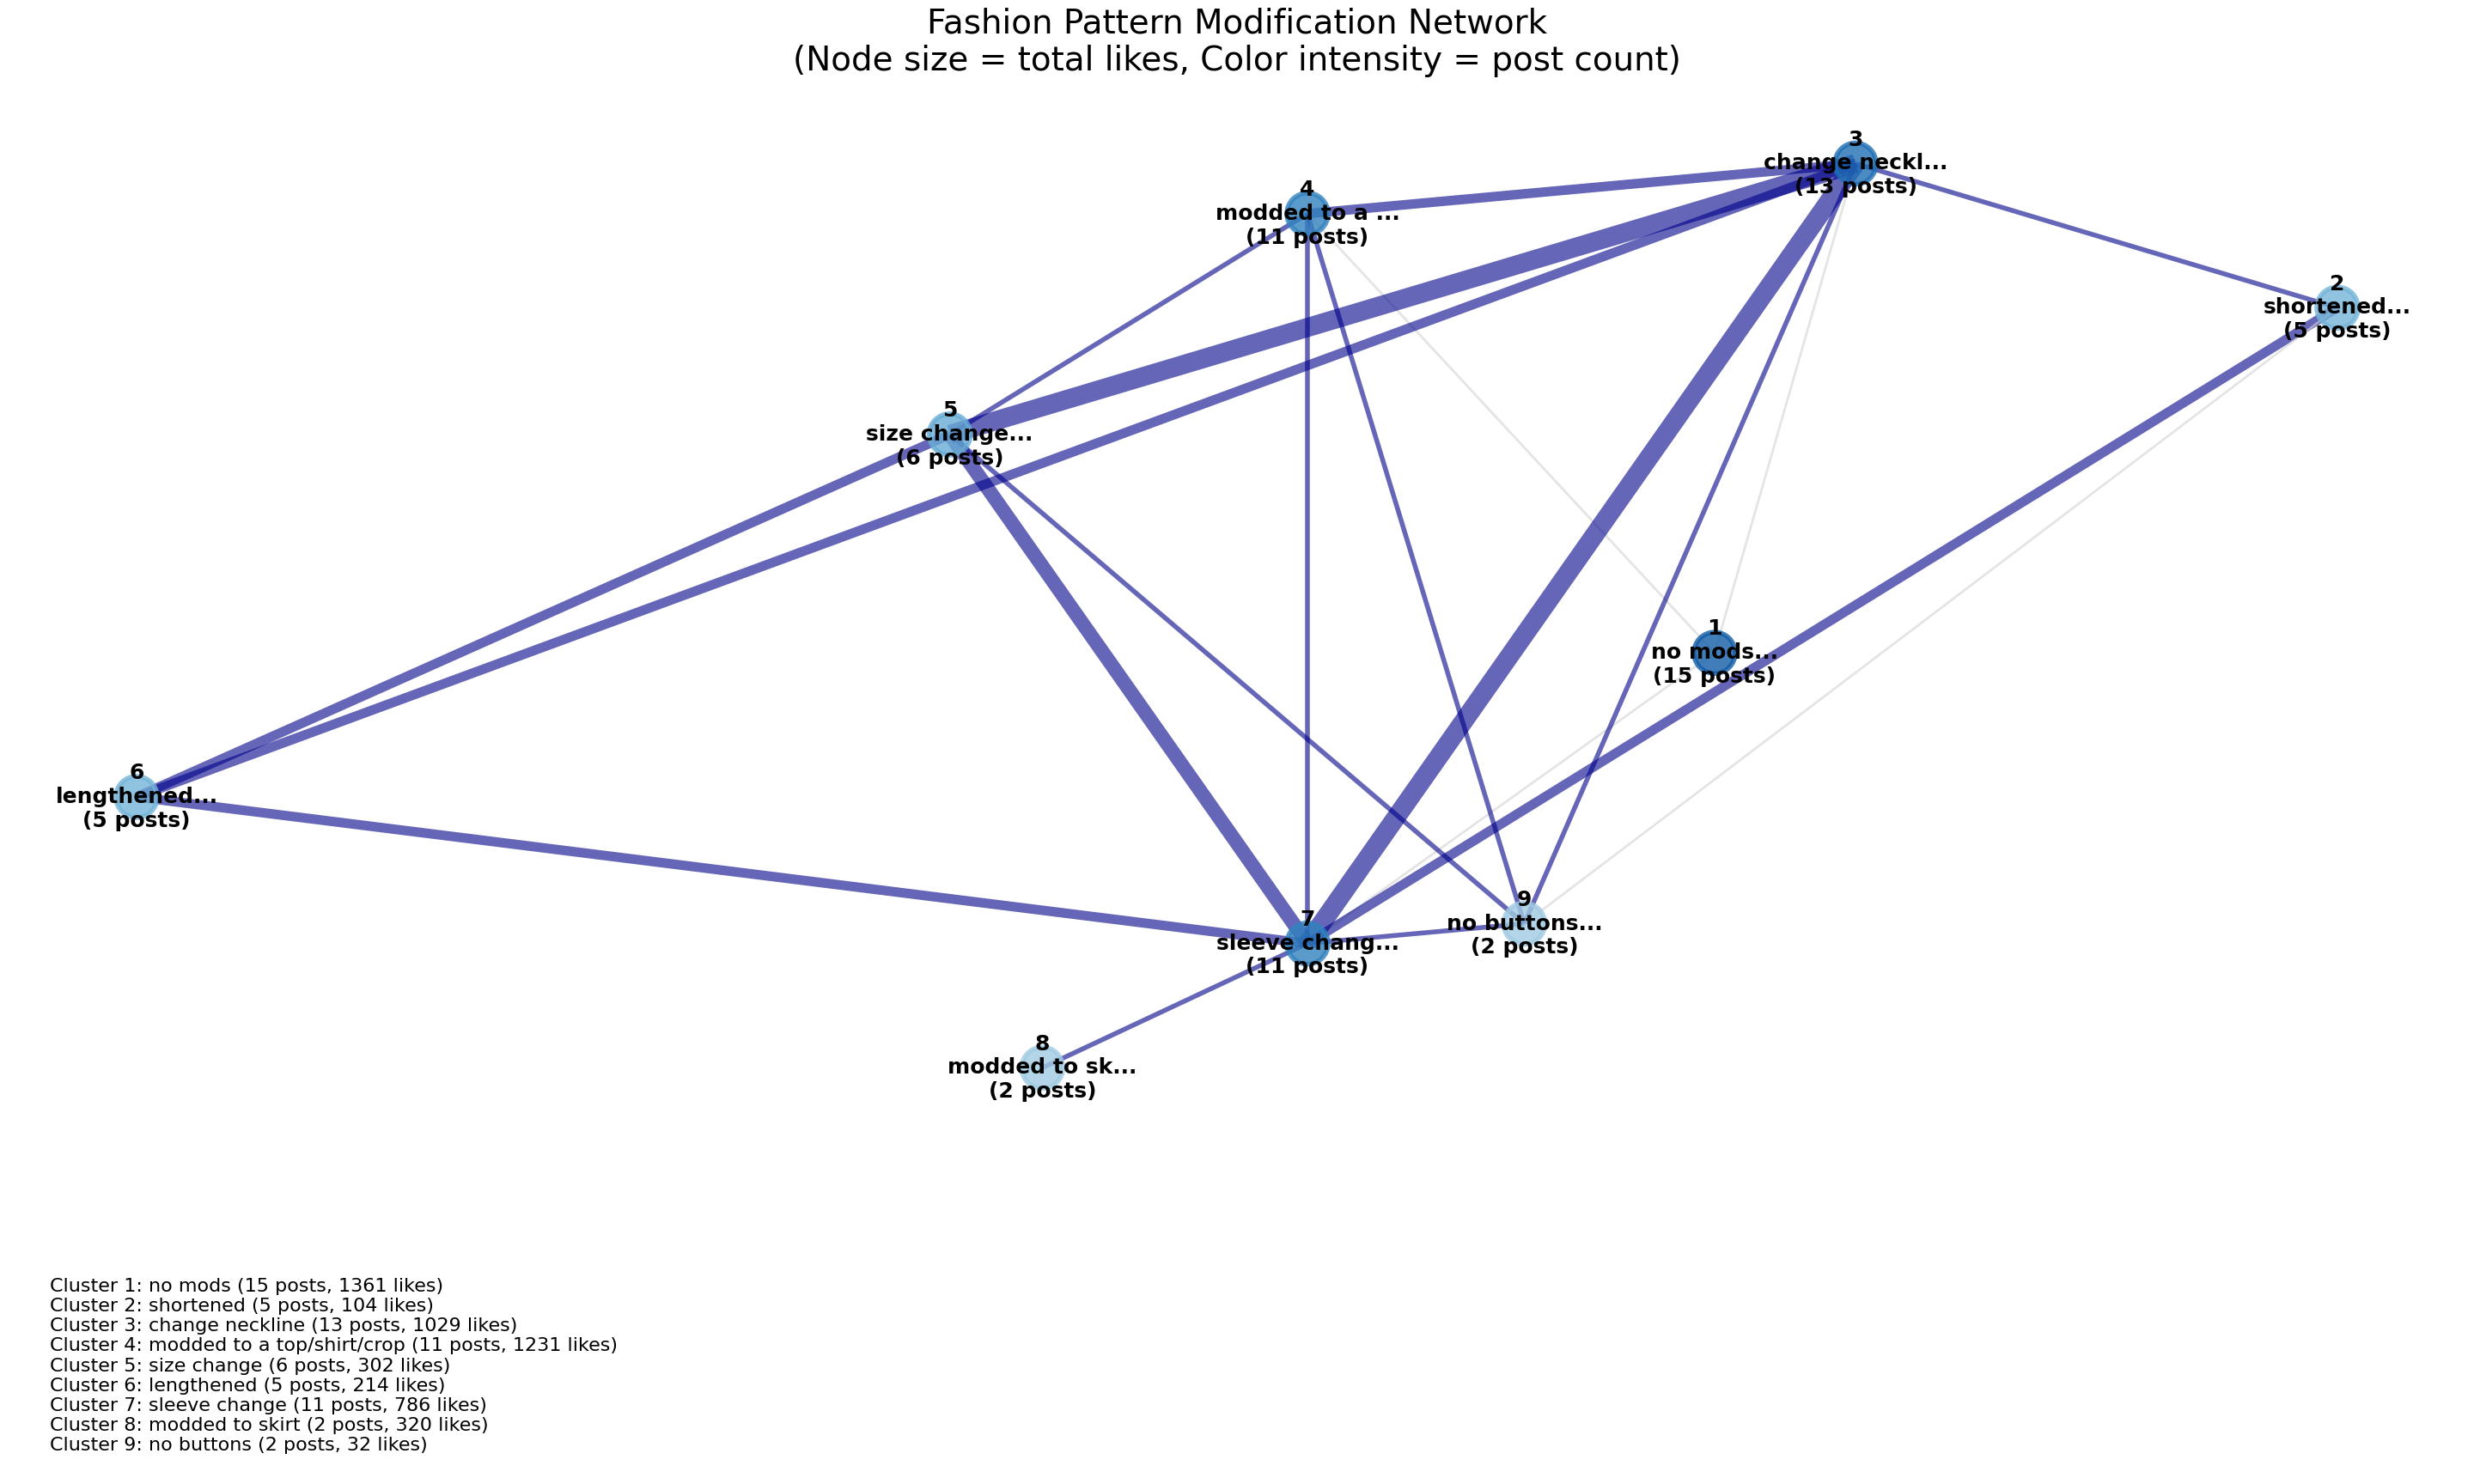 Fashion Pattern Modification Network
(Node size = total likes, Color intensity = post count)
3
change neckl...
(13 posts)
4
modded to a ...
(11 posts)
2
shortened...
(5 posts)
5
size change...
(6 posts)
1
no mods...
(15 posts)
6
lengthened...
(5 posts)
9
no buttons...
(2 posts)
7
sleeve chang...
(11 posts)
8
modded to sk...
(2 posts)
Cluster 1: no mods (15 posts, 1361 likes)
Cluster 2: shortened (5 posts, 104 likes)
Cluster 3: change neckline (13 posts, 1029 likes)
Cluster 4: modded to a top/shirt/crop (11 posts, 1231 likes)
Cluster 5: size change (6 posts, 302 likes)
Cluster 6: lengthened (5 posts, 214 likes)
Cluster 7: sleeve change (11 posts, 786 likes)
Cluster 8: modded to skirt (2 posts, 320 likes)
Cluster 9: no buttons (2 posts, 32 likes)